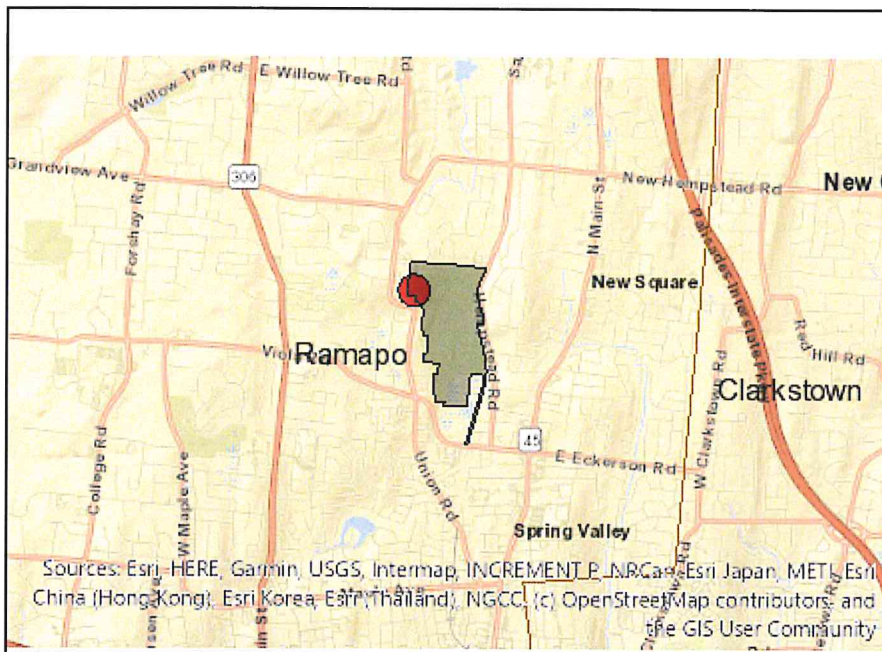 Willow Tree Rd
E Willow Tree Rd
Grandview Ave
306
New Hempstead Rd
Forshay Rd
N Main St
Palisades Interstate Pkwy
New Square
Hempstead Rd
Ramapo
Red Hill Rd
Clarkstown
W Clarkstown Rd
College Rd
W Maple Ave
45
E Eckerson Rd
Union Rd
Spring Valley
Sources: Esri, HERE, Garmin, USGS, Intermap, INCREMENT P, NRCan, Esri Japan, METI, Esri
China (Hong Kong), Esri Korea, Esri (Thailand), NGCC, (c) OpenStreetMap contributors, and
the GIS User Community